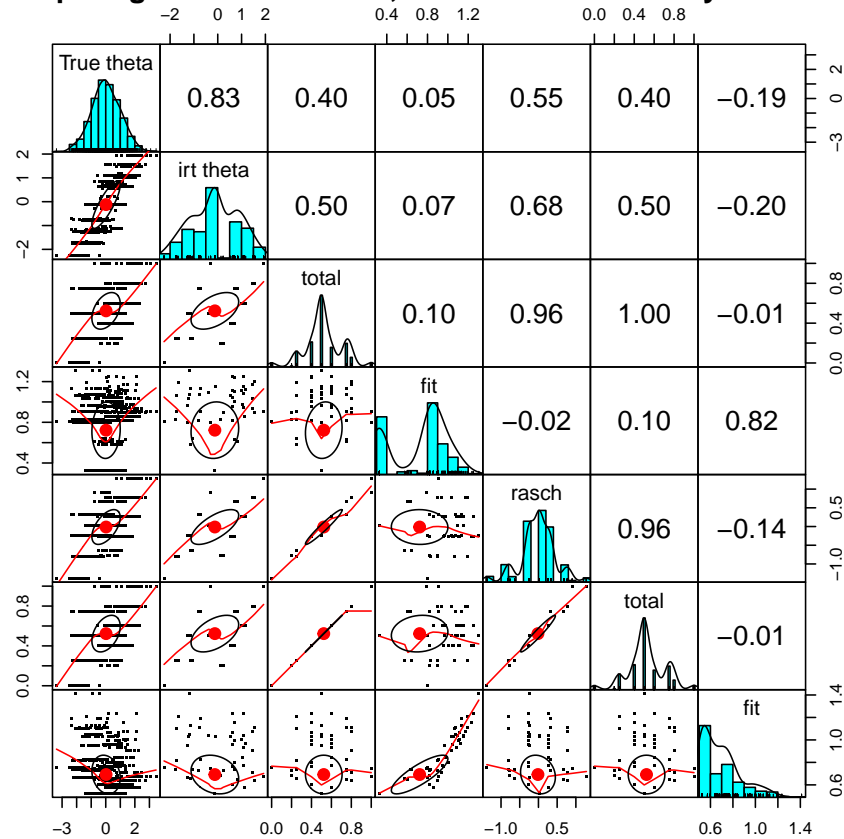 −2 0 1 2 0.4 0.8 1.2 0.0 0.4 0.8
True theta 0.83 0.40 0.05 0.55 0.40 −0.19 −3 0 2
−2 0 1 2 irt theta 0.50 0.07 0.68 0.50 −0.20
total 0.10 0.96 1.00 −0.01 0.0 0.4 0.8
0.4 0.8 1.2 fit −0.02 0.10 0.82
rasch 0.96 −0.14 −1.0 0.5
0.0 0.4 0.8 total −0.01
fit 0.6 1.0 1.4
−3 0 2 0.0 0.4 0.8 −1.0 0.5 0.6 1.0 1.4